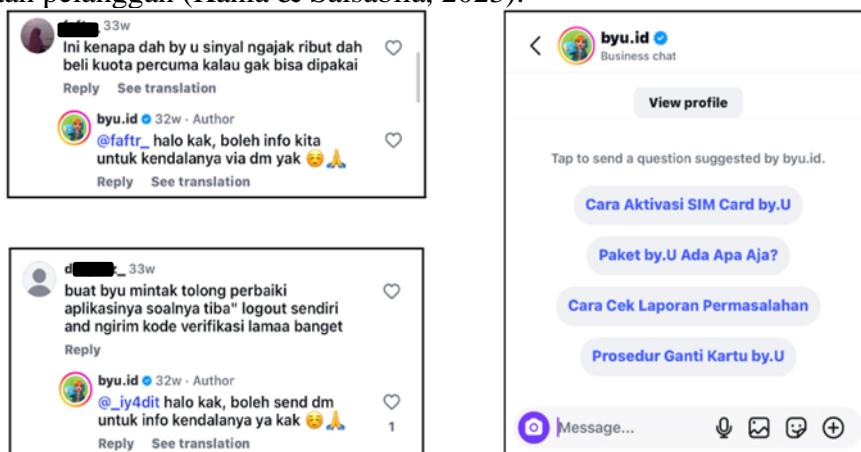 pelanggan (Kania & Salsabila, 2023).
33w
Ini kenapa dah by u sinyal ngajak ribut dah
beli kuota percuma kalau gak bisa dipakai
Reply See translation
byu.id 32w · Author
@faftr_ halo kak, boleh info kita
untuk kendalanya via dm yak
Reply See translation
33w
buat byu mintak tolong perbaiki
aplikasinya soalnya tiba" logout sendiri
and ngirim kode verifikasi lamaa banget
Reply
byu.id 32w · Author
@_iy4dit halo kak, boleh send dm
untuk info kendalanya ya kak
1
Reply See translation
byu.id
Business chat
View profile
Tap to send a question suggested by byu.id.
Cara Aktivasi SIM Card by.U
Paket by.U Ada Apa Aja?
Cara Cek Laporan Permasalahan
Prosedur Ganti Kartu by.U
Message...